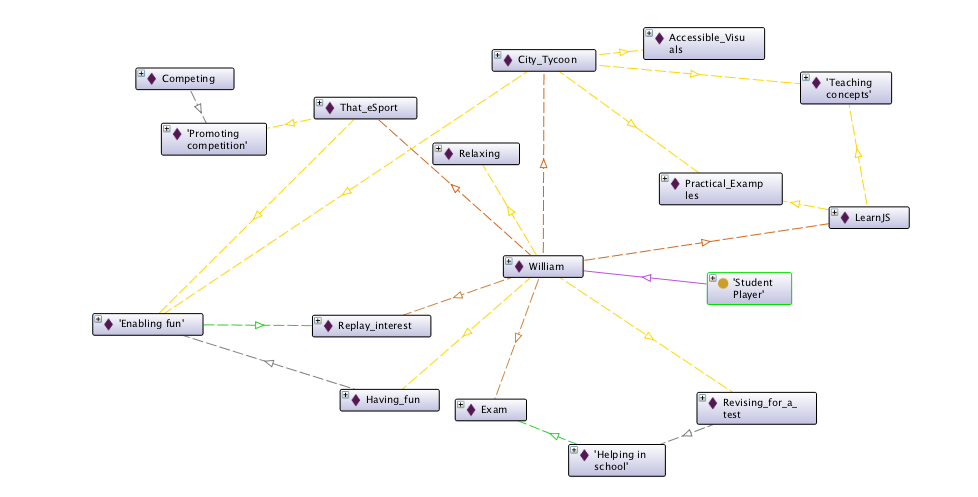 Accessible_Visu
als
City_Tycoon
Competing
'Teaching
concepts'
That_eSport
'Promoting
competition'
Relaxing
Practical_Examp
les
LearnJS
William
'Student
Player'
'Enabling fun'
Replay_interest
Having_fun
Exam
Revising_for_a_
test
'Helping in
school'